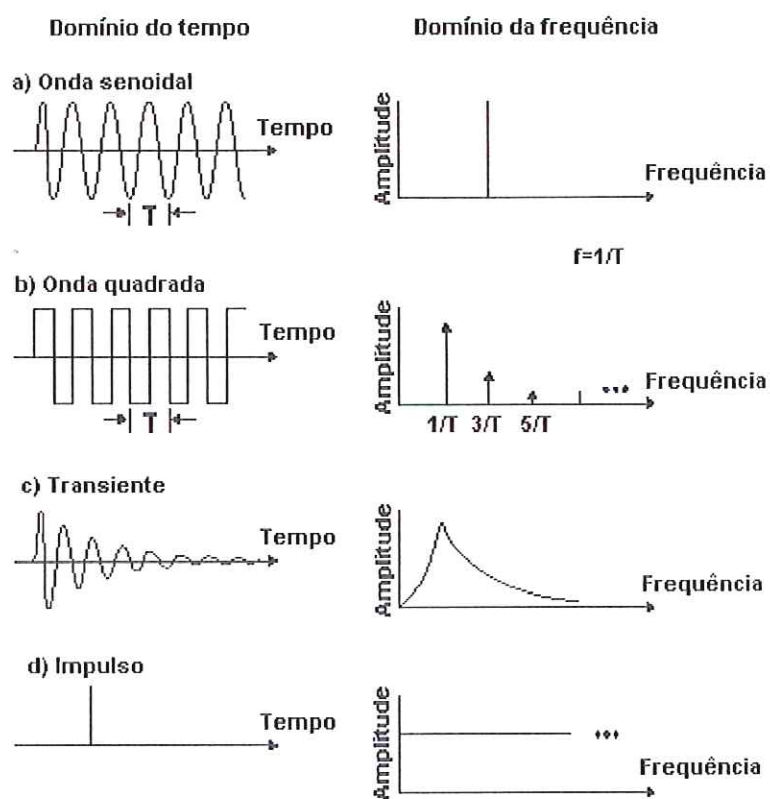 Domínio do tempo
Domínio da frequência
a) Onda senoidal
Tempo
T
Amplitude
Frequência
f=1/T
b) Onda quadrada
Tempo
T
Amplitude
Frequência
1/T 3/T 5/T
c) Transiente
Tempo
Amplitude
Frequência
d) Impulso
Tempo
Amplitude
Frequência